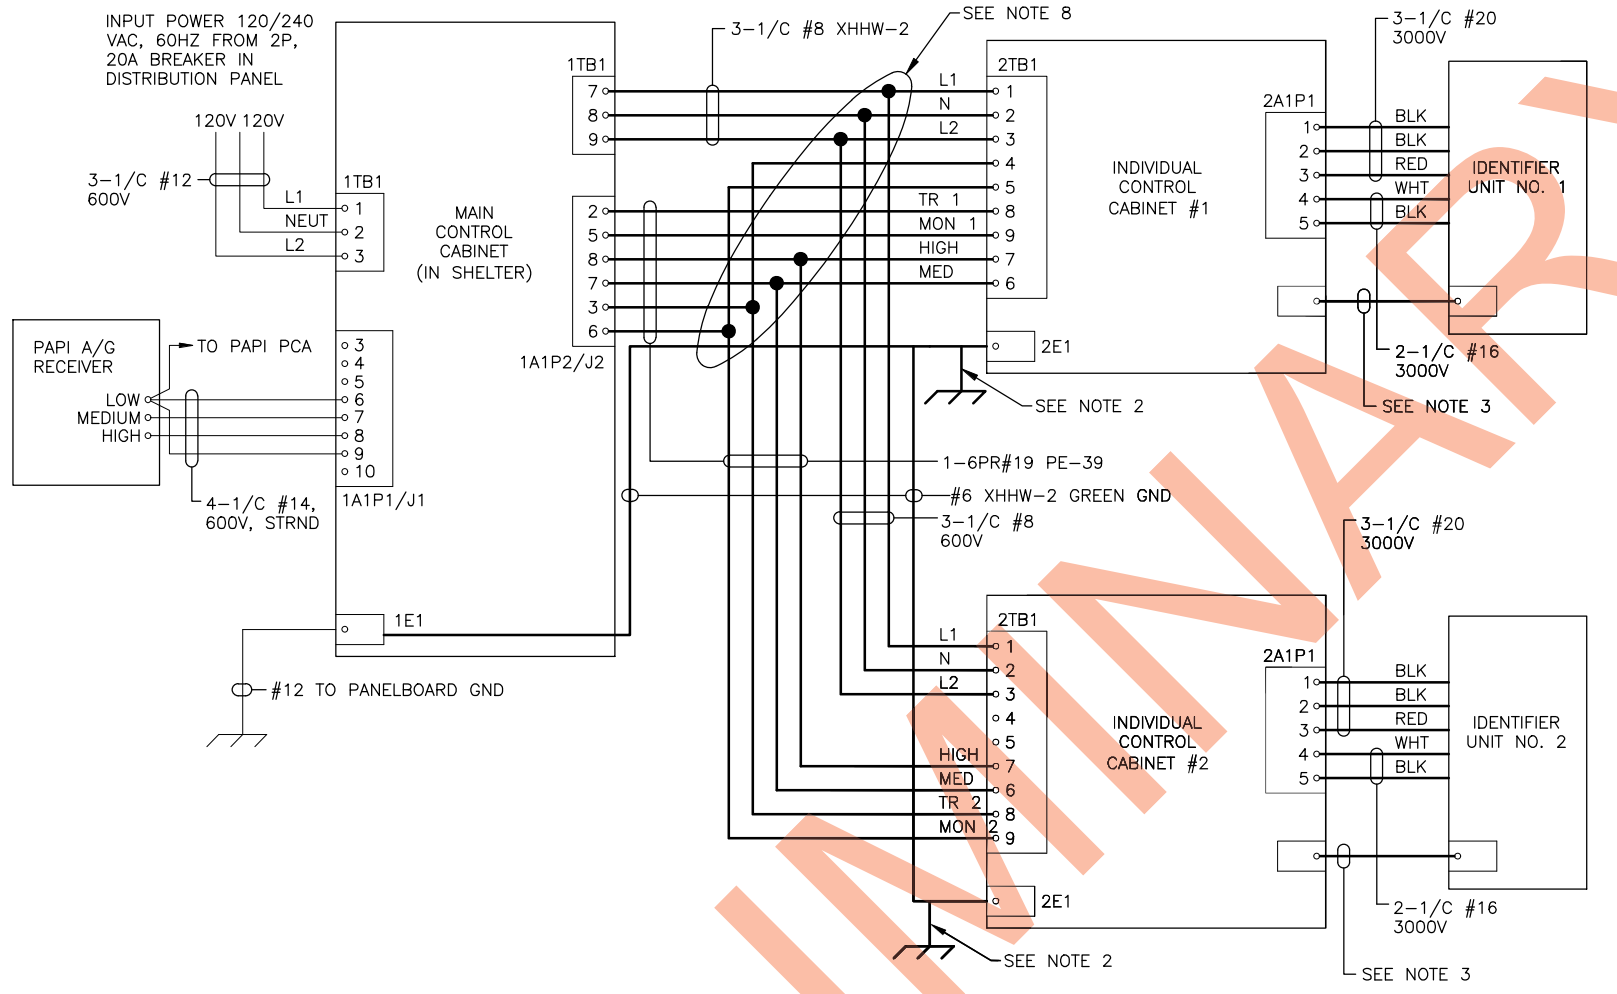 INPUT POWER 120/240
VAC, 60HZ FROM 2P,
20A BREAKER IN
DISTRIBUTION PANEL
120V 120V
3-1/C #12
600V
L1
NEUT
L2
1TB1
1
2
3
MAIN
CONTROL
CABINET
(IN SHELTER)
PAPI A/G
RECEIVER
TO PAPI PCA
LOW
MEDIUM
HIGH
3
4
5
6
7
8
9
10
1A1P1/J1
4-1/C #14,
600V, STRND
1E1
#12 TO PANELBOARD GND
1TB1
7
8
9
2
5
8
7
3
6
1A1P2/J2
3-1/C #8 XHHW-2
SEE NOTE 8
L1
N
L2
TR 1
MON 1
HIGH
MED
2TB1
1
2
3
4
5
8
9
7
6
2E1
SEE NOTE 2
INDIVIDUAL
CONTROL
CABINET #1
2A1P1
1
2
3
4
5
3-1/C #20
3000V
BLK
BLK
RED
WHT
BLK
IDENTIFIER
UNIT NO. 1
2-1/C #16
3000V
SEE NOTE 3
1-6PR#19 PE-39
#6 XHHW-2 GREEN GND
3-1/C #8
600V
L1
N
L2
HIGH
MED
TR 2
MON 2
2TB1
1
2
3
4
5
7
6
8
9
2E1
SEE NOTE 2
INDIVIDUAL
CONTROL
CABINET #2
2A1P1
1
2
3
4
5
3-1/C #20
3000V
BLK
BLK
RED
WHT
BLK
IDENTIFIER
UNIT NO. 2
2-1/C #16
3000V
SEE NOTE 3
IMINARY